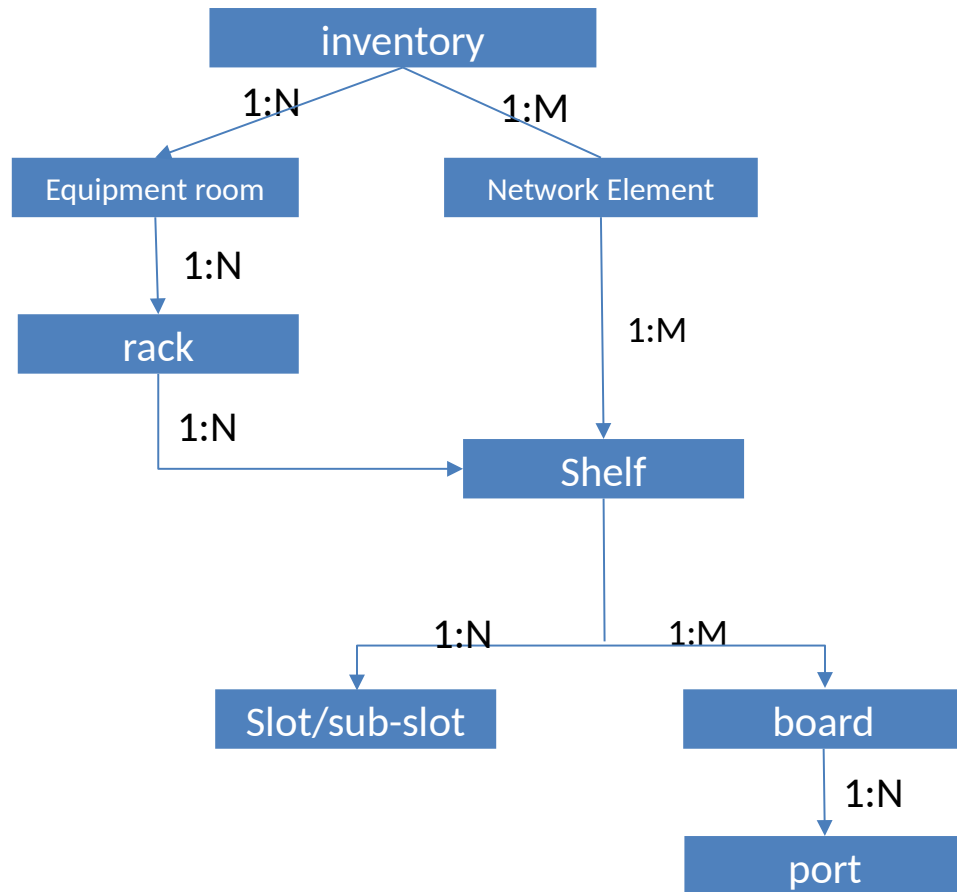 inventory
1:N
1:M
Equipment room
Network Element
1:N
1:M
rack
1:N
Shelf
1:N
1:M
Slot/sub-slot
board
1:N
port